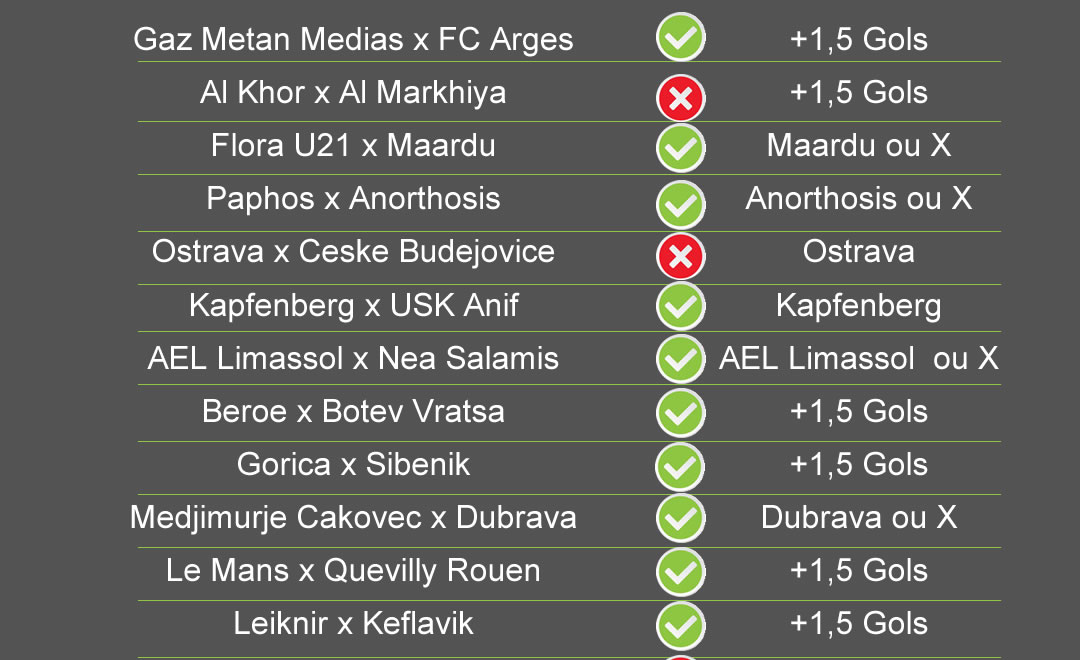 Gaz Metan Medias x FC Arges +1,5 Gols
Al Khor x Al Markhiya +1,5 Gols
Flora U21 x Maardu Maardu ou X
Paphos x Anorthosis Anorthosis ou X
Ostrava x Ceske Budejovice Ostrava
Kapfenberg x USK Anif Kapfenberg
AEL Limassol x Nea Salamis AEL Limassol ou X
Beroe x Botev Vratsa +1,5 Gols
Gorica x Sibenik +1,5 Gols
Medjimurje Cakovec x Dubrava Dubrava ou X
Le Mans x Quevilly Rouen +1,5 Gols
Leiknir x Keflavik +1,5 Gols